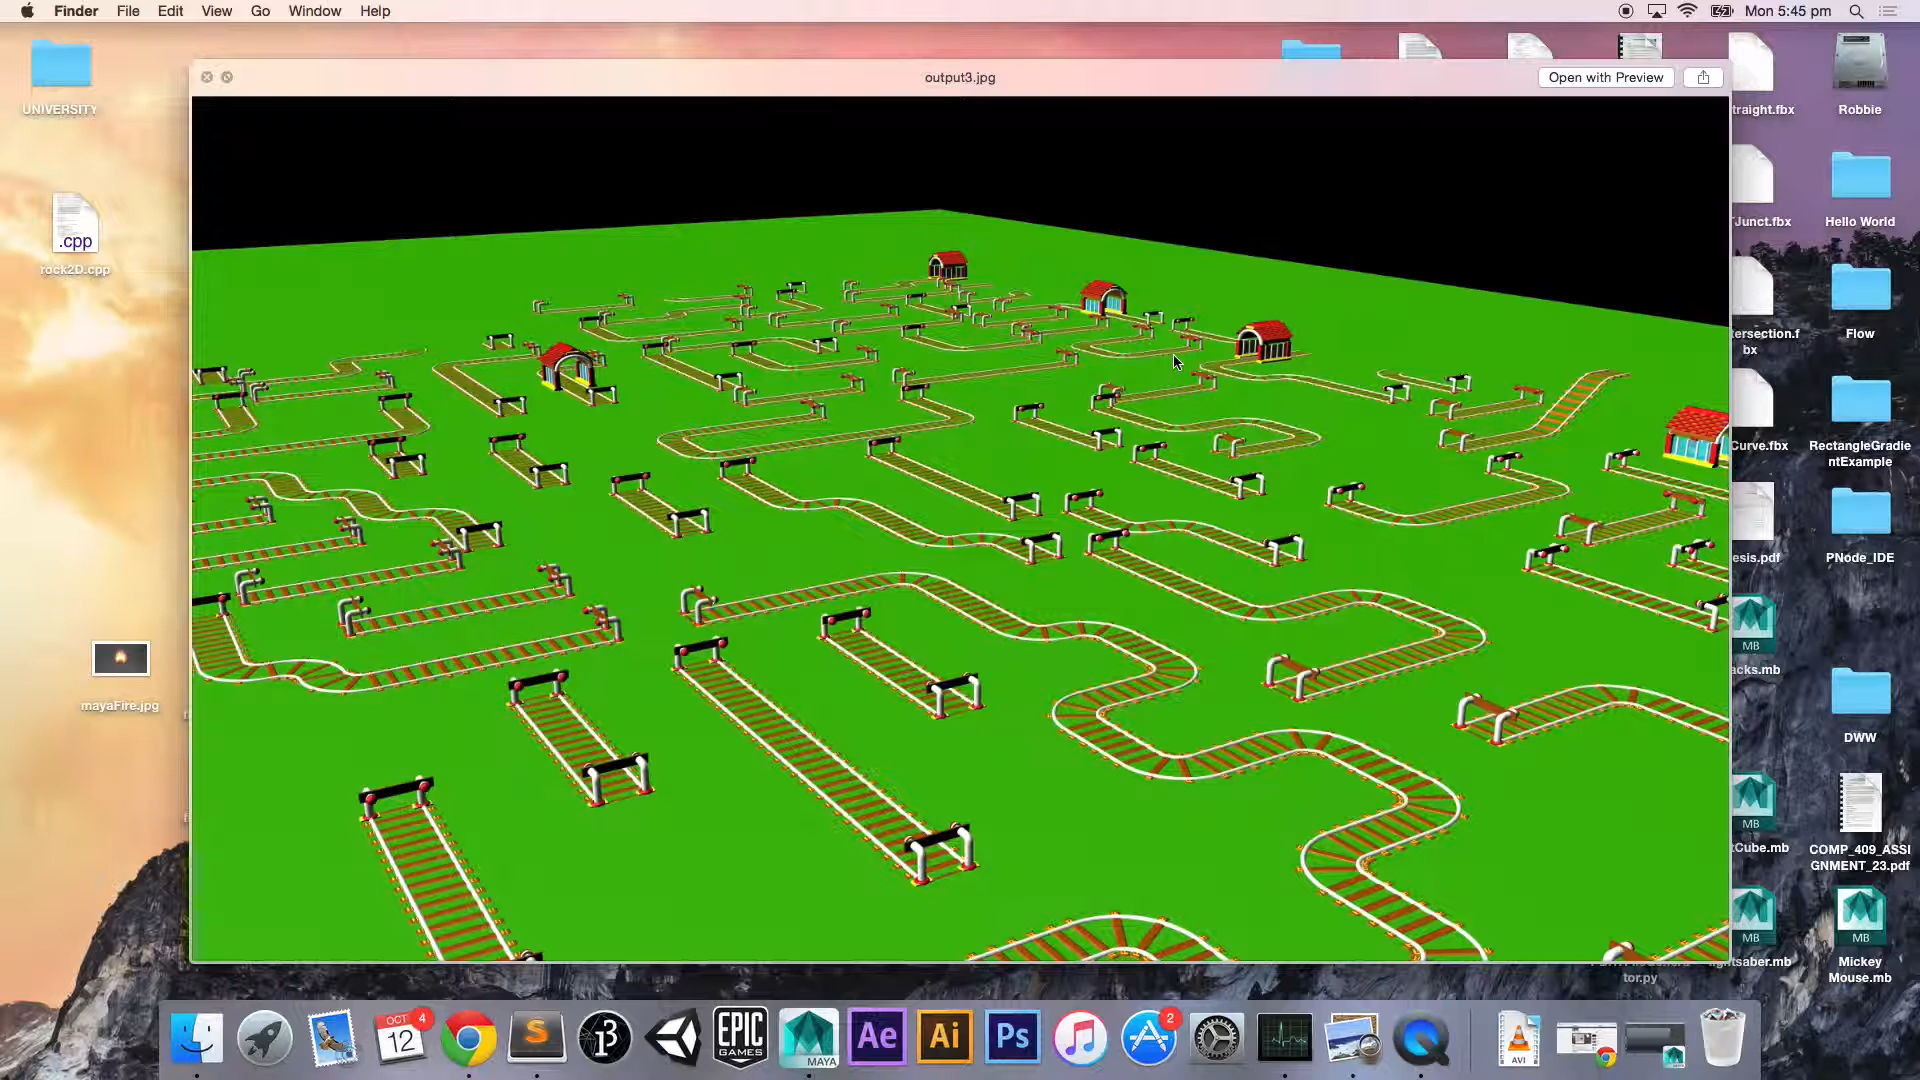 Finder File Edit View Go Window Help
Mon 5:45 pm
output3.jpg
Open with Preview
UNIVERSITY
.cpp
rock2D.cpp
mayaFire.jpg
traight.fbx
Robbie
TJunct.fbx
Hello World
ersection.f
bx
Flow
Curve.fbx
RectangleGradie
ntExample
esis.pdf
PNode_IDE
MB
acks.mb
DWW
MB
tCube.mb
COMP_409_ASSI
GNMENT_23.pdf
MB
MB
tsaber.mb
Mickey
Mouse.mb
tor.py
OCT
4
12
S
EPIC
GAMES
MAYA
Ae
Ai
Ps
2
AVI